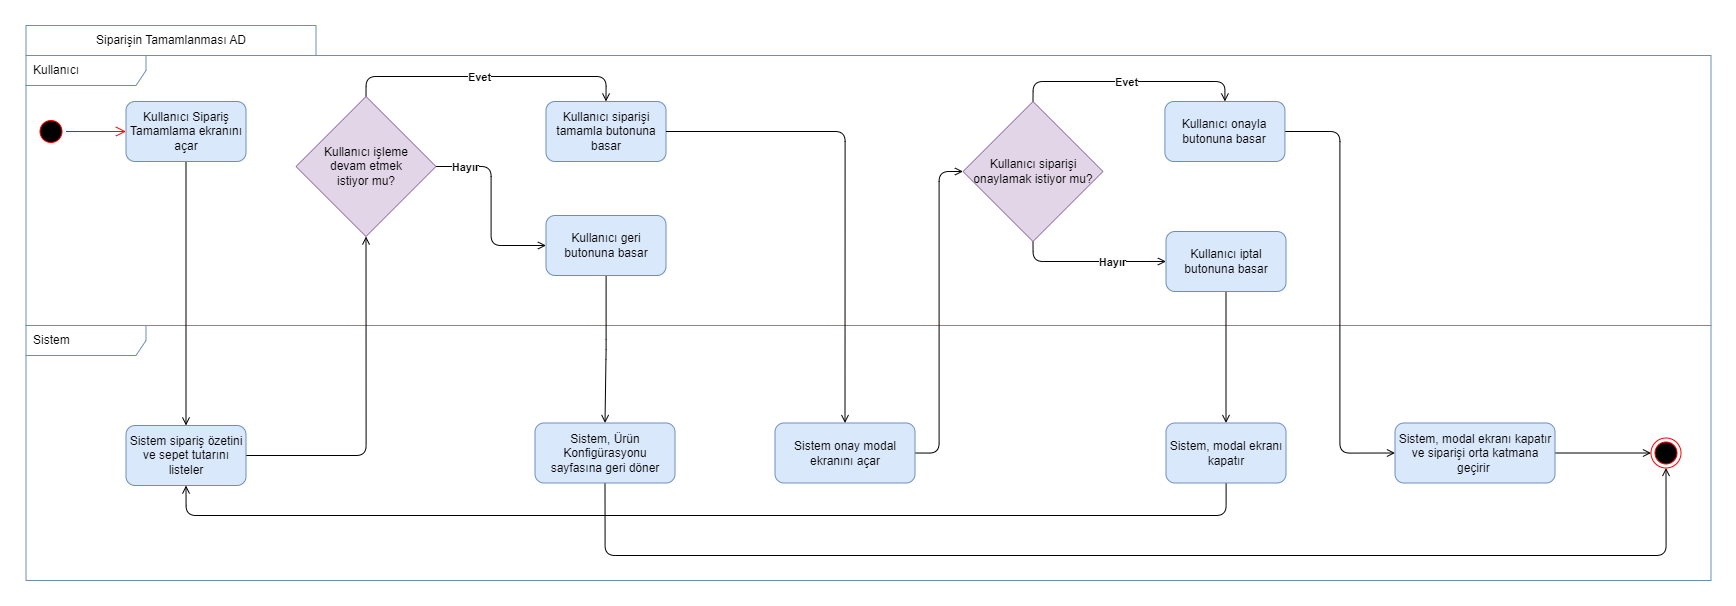 Siparişin Tamamlanması AD
Kullanıcı
Kullanıcı Sipariş
Tamamlama ekranını
açar
Kullanıcı işleme
devam etmek
istiyor mu?
Evet
Hayır
Kullanıcı siparişi
tamamla butonuna
basar
Kullanıcı geri
butonuna basar
Kullanıcı siparişi
onaylamak istiyor mu?
Evet
Hayır
Kullanıcı onayla
butonuna basar
Kullanıcı iptal
butonuna basar
Sistem
Sistem sipariş özetini
ve sepet tutarını
listeler
Sistem, Ürün
Konfigürasyonu
sayfasına geri döner
Sistem onay modal
ekranını açar
Sistem, modal ekranı
kapatır
Sistem, modal ekranı kapatır
ve siparişi orta katmana
geçirir